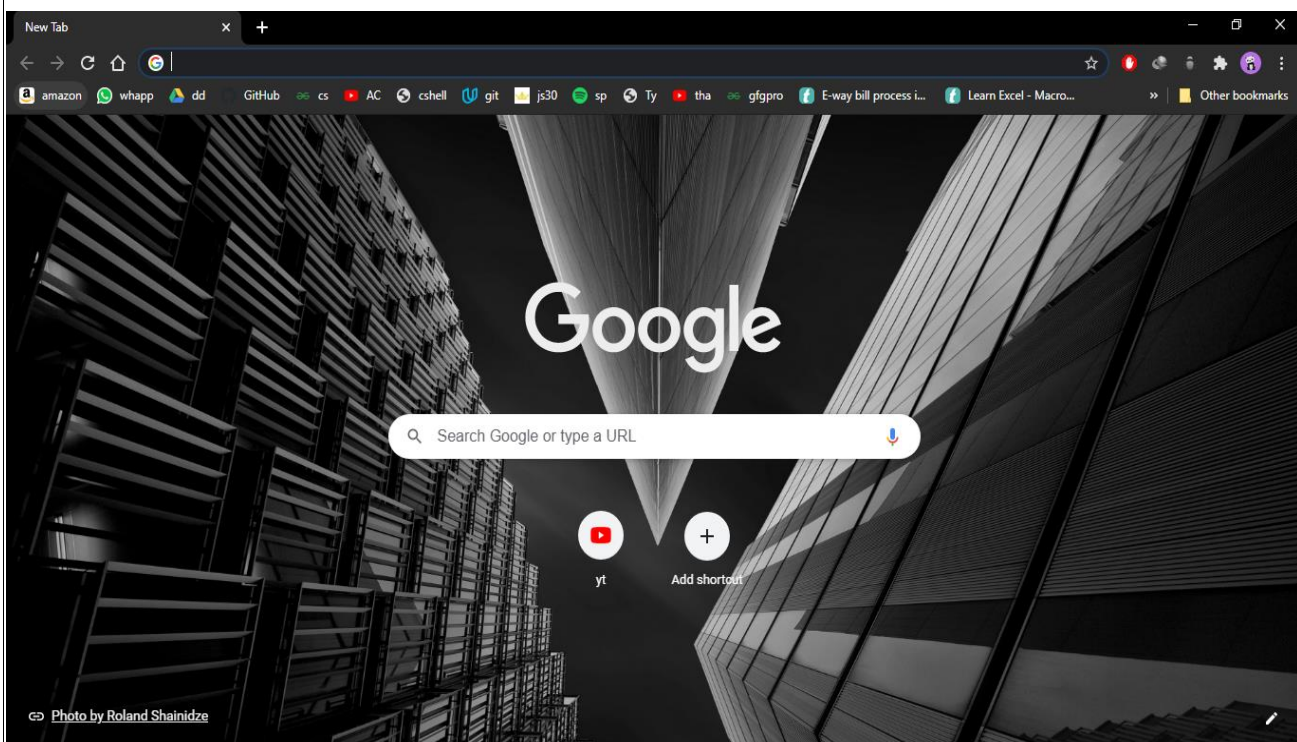 New Tab
amazon whapp dd GitHub cs AC cshell git js30 sp Ty tha gfgpro E-way bill process i... Learn Excel - Macro... » Other bookmarks
Google
Search Google or type a URL
yt Add shortcut
Photo by Roland Shainidze